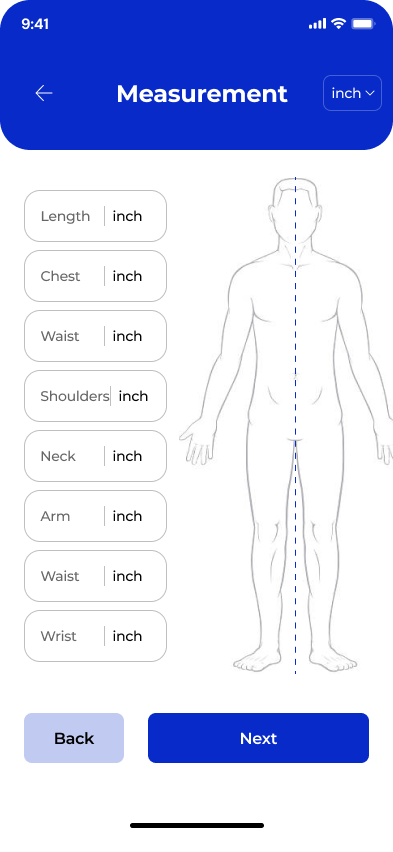 9:41
Measurement
inch
Length inch
Chest inch
Waist inch
Shoulders inch
Neck inch
Arm inch
Waist inch
Wrist inch
Back Next